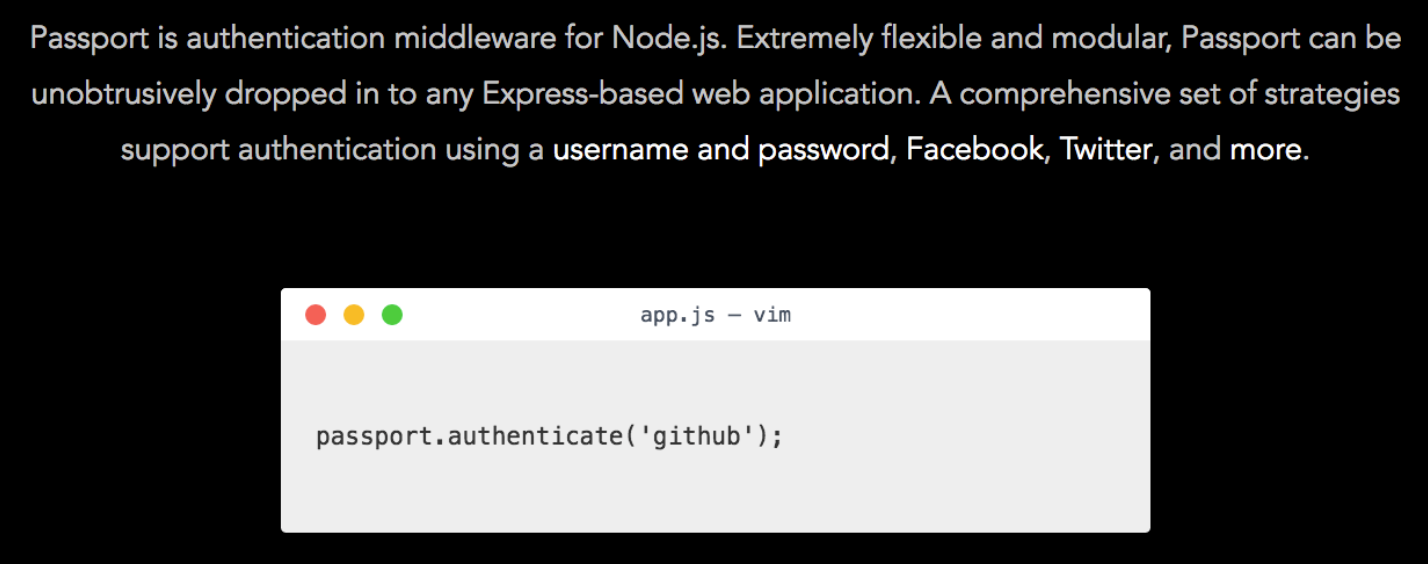 Passport is authentication middleware for Node.js. Extremely flexible and modular, Passport can be
unobtrusively dropped in to any Express-based web application. A comprehensive set of strategies
support authentication using a username and password, Facebook, Twitter, and more.
app.js — vim
passport.authenticate('github');